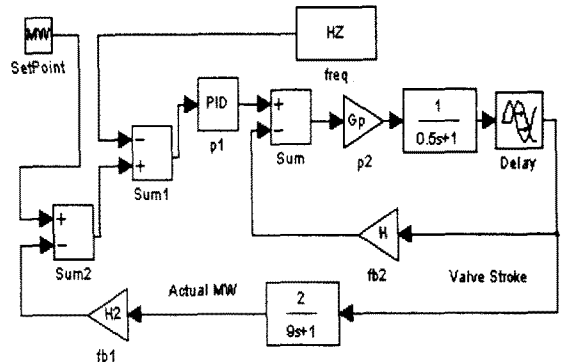 MW
SetPoint
HZ
freq
PID
p1
-
+
Sum1
+
-
Sum
Gp
p2
1
0.5s+1
Delay
+
-
Sum2
H
fb2
Valve Stroke
Actual MW
H2
fb1
2
9s+1